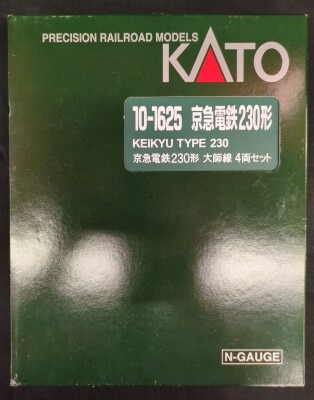 PRECISION RAILROAD MODELS
KATO
10-1625 京急電鉄230形
KEIKYU TYPE 230
京急電鉄230形 大師線 4両セット
N-GAUGE